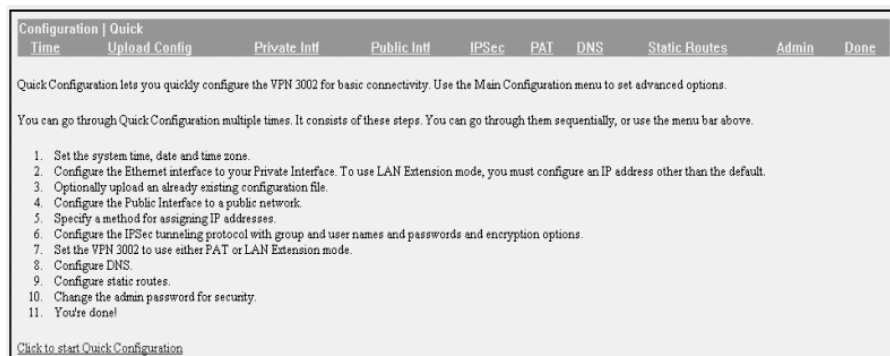 Configuration | Quick
Time Upload Config Private Intf Public Intf IPSec PAT DNS Static Routes Admin Done
Quick Configuration lets you quickly configure the VPN 3002 for basic connectivity. Use the Main Configuration menu to set advanced options.
You can go through Quick Configuration multiple times. It consists of these steps. You can go through them sequentially, or use the menu bar above.
1. Set the system time, date and time zone.
2. Configure the Ethernet interface to your Private Interface. To use LAN Extension mode, you must configure an IP address other than the default.
3. Optionally upload an already existing configuration file.
4. Configure the Public Interface to a public network.
5. Specify a method for assigning IP addresses.
6. Configure the IPSec tunneling protocol with group and user names and passwords and encryption options.
7. Set the VPN 3002 to use either PAT or LAN Extension mode.
8. Configure DNS.
9. Configure static routes.
10. Change the admin password for security.
11. You're done!
Click to start Quick Configuration